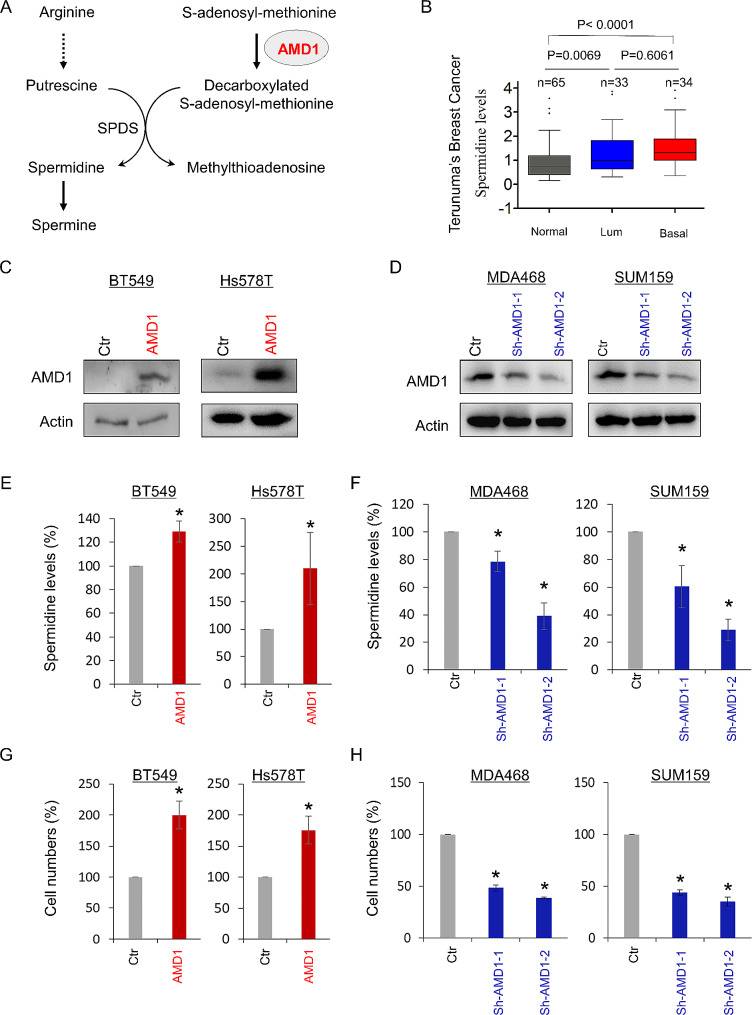 A
Arginine
S-adenosyl-methionine
AMD1
Putrescine
Decarboxylated
S-adenosyl-methionine
SPDS
Spermidine
Methylthioadenosine
Spermine
B
P< 0.0001
P=0.0069
P=0.6061
n=65
n=33
n=34
Terunuma's Breast Cancer
Spermidine levels
4
3
2
1
0
-1
Normal
Lum
Basal
C
BT549
Hs578T
Ctr
AMD1
Ctr
AMD1
AMD1
Actin
D
MDA468
SUM159
Ctr
Sh-AMD1-1
Sh-AMD1-2
Ctr
Sh-AMD1-1
Sh-AMD1-2
AMD1
Actin
E
BT549
Spermidine levels (%)
140
120
100
80
60
40
20
0
Ctr
AMD1
Hs578T
300
250
200
150
100
50
0
Ctr
AMD1
F
MDA468
Spermidine levels (%)
120
100
80
60
40
20
0
Ctr
Sh-AMD1-1
Sh-AMD1-2
SUM159
120
100
80
60
40
20
0
Ctr
Sh-AMD1-1
Sh-AMD1-2
G
BT549
Cell numbers (%)
250
200
150
100
50
0
Ctr
AMD1
Hs578T
250
200
150
100
50
0
Ctr
AMD1
H
MDA468
Cell numbers (%)
150
100
50
0
Ctr
Sh-AMD1-1
Sh-AMD1-2
SUM159
150
100
50
0
Ctr
Sh-AMD1-1
Sh-AMD1-2